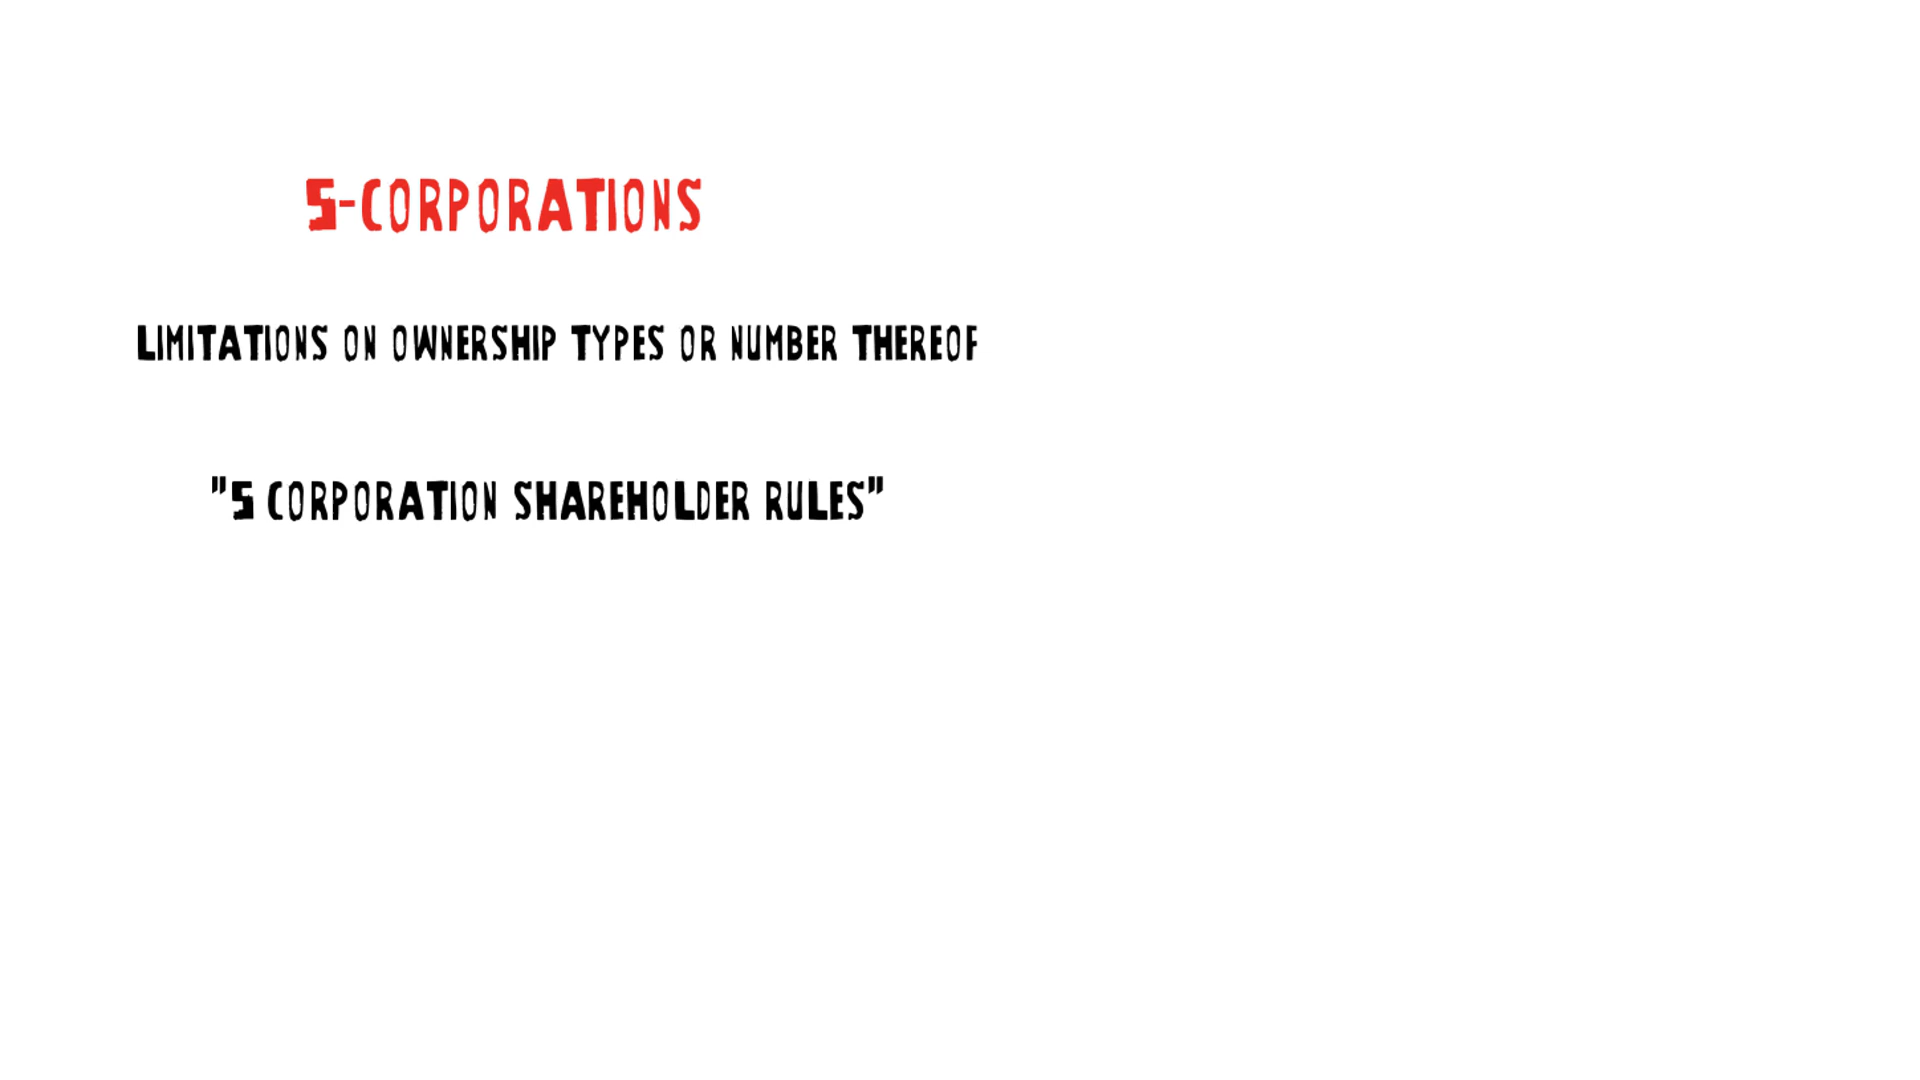 S-CORPORATIONS
LIMITATIONS ON OWNERSHIP TYPES OR NUMBER THEREOF
"S CORPORATION SHAREHOLDER RULES"